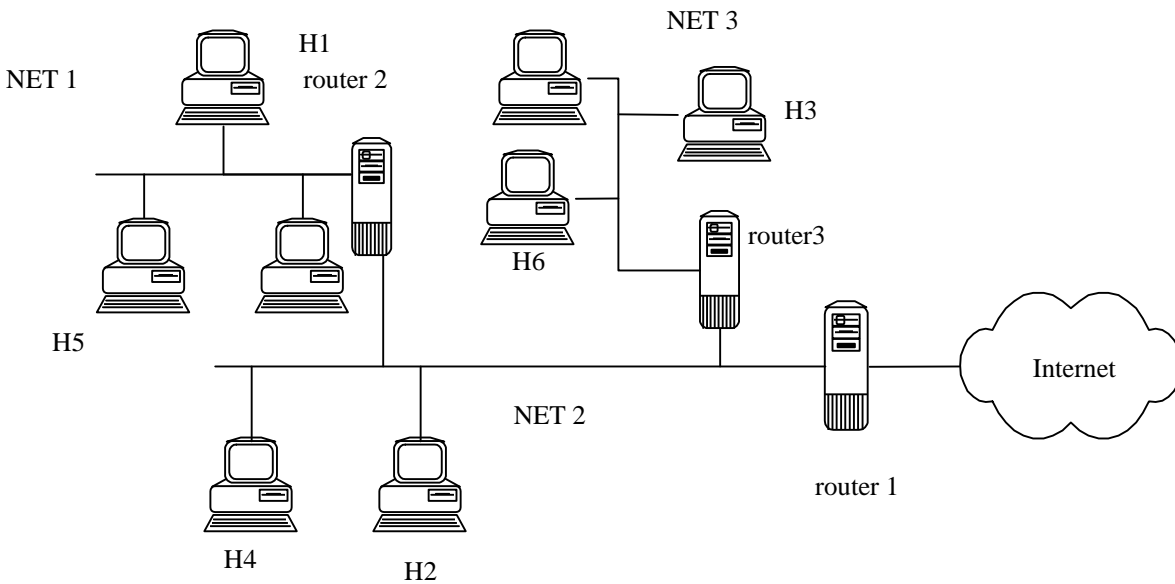 H1
NET 3
NET 1
router 2
H3
router3
H6
H5
Internet
NET 2
router 1
H4
H2